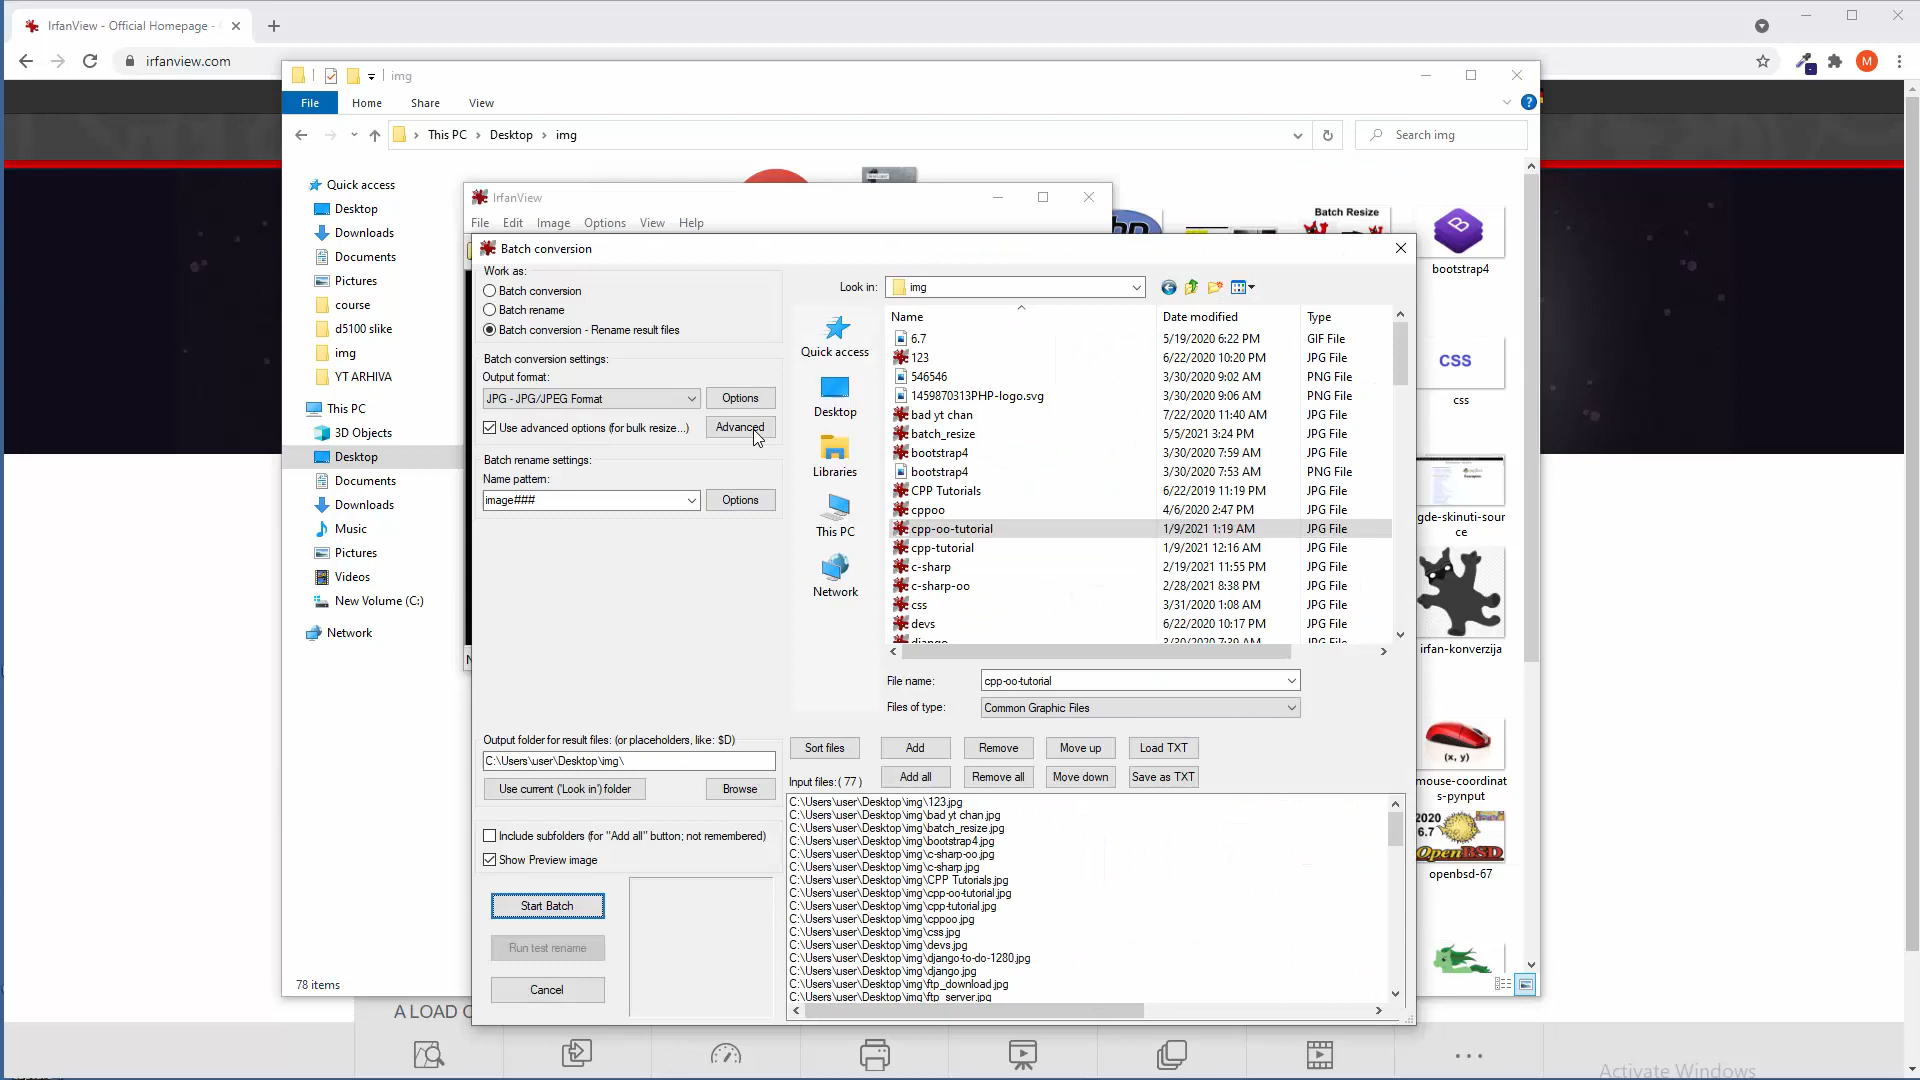 IrfanView - Official Homepage -
irfanview.com
M
img
File
Home
Share
View
This PC
Desktop
img
Search img
Quick access
Desktop
Downloads
Documents
Pictures
course
d5100 slike
img
YT ARHIVA
This PC
3D Objects
Desktop
Documents
Downloads
Music
Pictures
Videos
New Volume (C:)
Network
78 items
IrfanView
File
Edit
Image
Options
View
Help
Batch conversion
Work as:
Batch conversion
Batch rename
Batch conversion - Rename result files
Batch conversion settings:
Output format:
JPG - JPG/JPEG Format
Options
Use advanced options (for bulk resize...)
Advanced
Batch rename settings:
Name pattern:
image###
Options
Output folder for result files: (or placeholders, like: $D)
C:\Users\user\Desktop\img\
Use current ('Look in') folder
Browse
Include subfolders (for "Add all" button; not remembered)
Show Preview image
Start Batch
Run test rename
Cancel
Look in:
img
Quick access
Desktop
Libraries
This PC
Network
Name Date modified Type
6.7 5/19/2020 6:22 PM GIF File
123 6/22/2020 10:20 PM JPG File
546546 3/30/2020 9:02 AM PNG File
1459870313PHP-logo.svg 3/30/2020 9:06 AM PNG File
bad yt chan 7/22/2020 11:40 AM JPG File
batch_resize 5/5/2021 3:24 PM JPG File
bootstrap4 3/30/2020 7:59 AM JPG File
bootstrap4 3/30/2020 7:53 AM PNG File
CPP Tutorials 6/22/2019 11:19 PM JPG File
cppoo 4/6/2020 2:47 PM JPG File
cpp-oo-tutorial 1/9/2021 1:19 AM JPG File
cpp-tutorial 1/9/2021 12:16 AM JPG File
c-sharp 2/19/2021 11:55 PM JPG File
c-sharp-oo 2/28/2021 8:38 PM JPG File
css 3/31/2020 1:08 AM JPG File
devs 6/22/2020 10:17 PM JPG File
django 3/30/2020 7:39 AM JPG File
File name:
cpp-oo-tutorial
Files of type:
Common Graphic Files
Sort files
Add
Remove
Move up
Load TXT
Input files: ( 77 )
Add all
Remove all
Move down
Save as TXT
C:\Users\user\Desktop\img\123.jpg
C:\Users\user\Desktop\img\bad yt chan.jpg
C:\Users\user\Desktop\img\batch_resize.jpg
C:\Users\user\Desktop\img\bootstrap4.jpg
C:\Users\user\Desktop\img\c-sharp-oo.jpg
C:\Users\user\Desktop\img\c-sharp.jpg
C:\Users\user\Desktop\img\CPP Tutorials.jpg
C:\Users\user\Desktop\img\cpp-oo-tutorial.jpg
C:\Users\user\Desktop\img\cpp-tutorial.jpg
C:\Users\user\Desktop\img\cppoo.jpg
C:\Users\user\Desktop\img\css.jpg
C:\Users\user\Desktop\img\devs.jpg
C:\Users\user\Desktop\img\django-to-do-1280.jpg
C:\Users\user\Desktop\img\django.jpg
C:\Users\user\Desktop\img\ftp_download.jpg
C:\Users\user\Desktop\img\ftp_server.jpg
Batch Resize
B
bootstrap4
CSS
css
gde-skinuti-sour
ce
irfan-konverzija
(x, y)
mouse-coordinat
s-pynput
2020
6.7
OpenBSD
openbsd-67
A LOAD
Activate Windows